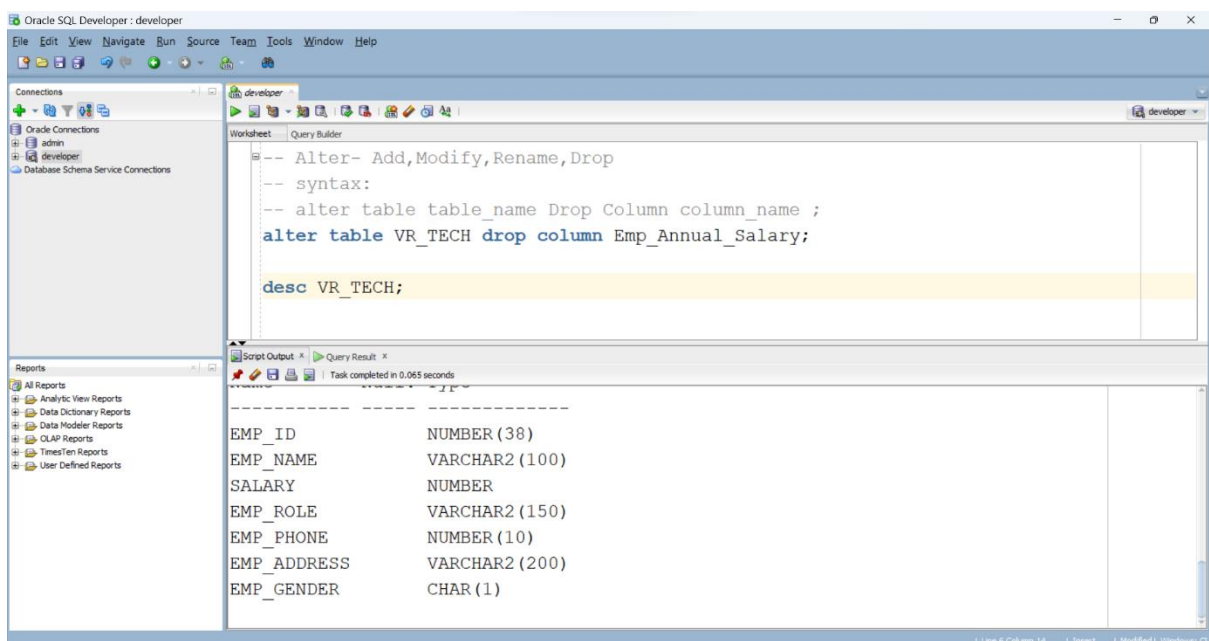 Oracle SQL Developer : developer
File Edit View Navigate Run Source Team Tools Window Help
Connections
Oracle Connections
admin
developer
Database Schema Service Connections
developer
developer
Worksheet Query Builder
-- Alter- Add,Modify,Rename,Drop
-- syntax:
-- alter table table_name Drop Column column_name ;
alter table VR_TECH drop column Emp_Annual_Salary;
desc VR_TECH;
Script Output x Query Result x
Task completed in 0.065 seconds
Name Null? Type
----------- ----- -------------
EMP_ID NUMBER(38)
EMP_NAME VARCHAR2(100)
SALARY NUMBER
EMP_ROLE VARCHAR2(150)
EMP_PHONE NUMBER(10)
EMP_ADDRESS VARCHAR2(200)
EMP_GENDER CHAR(1)
Reports
All Reports
Analytic View Reports
Data Dictionary Reports
Data Modeler Reports
OLAP Reports
TimesTen Reports
User Defined Reports